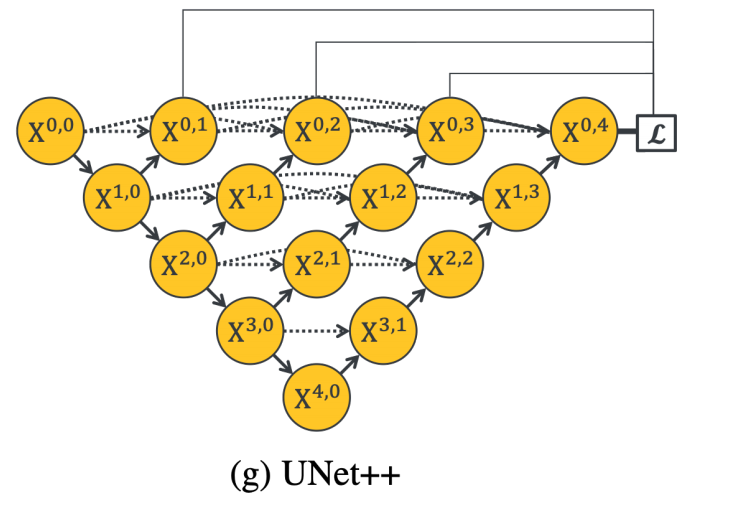 X^0,0 X^0,1 X^0,2 X^0,3 X^0,4 ℒ
X^1,0 X^1,1 X^1,2 X^1,3
X^2,0 X^2,1 X^2,2
X^3,0 X^3,1
X^4,0
(g) UNet++